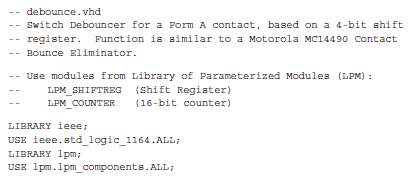 -- debounce.vhd
-- Switch Debouncer for a Form A contact, based on a 4-bit shift
-- register.  Function is similar to a Motorola MC14490 Contact
-- Bounce Eliminator.
-- Use modules from Library of Parameterized Modules (LPM):
--     LPM_SHIFTREG  (Shift Register)
--     LPM_COUNTER  (16-bit counter)
LIBRARY ieee;
USE ieee.std_logic_1164.ALL;
LIBRARY lpm;
USE lpm.lpm_components.ALL;